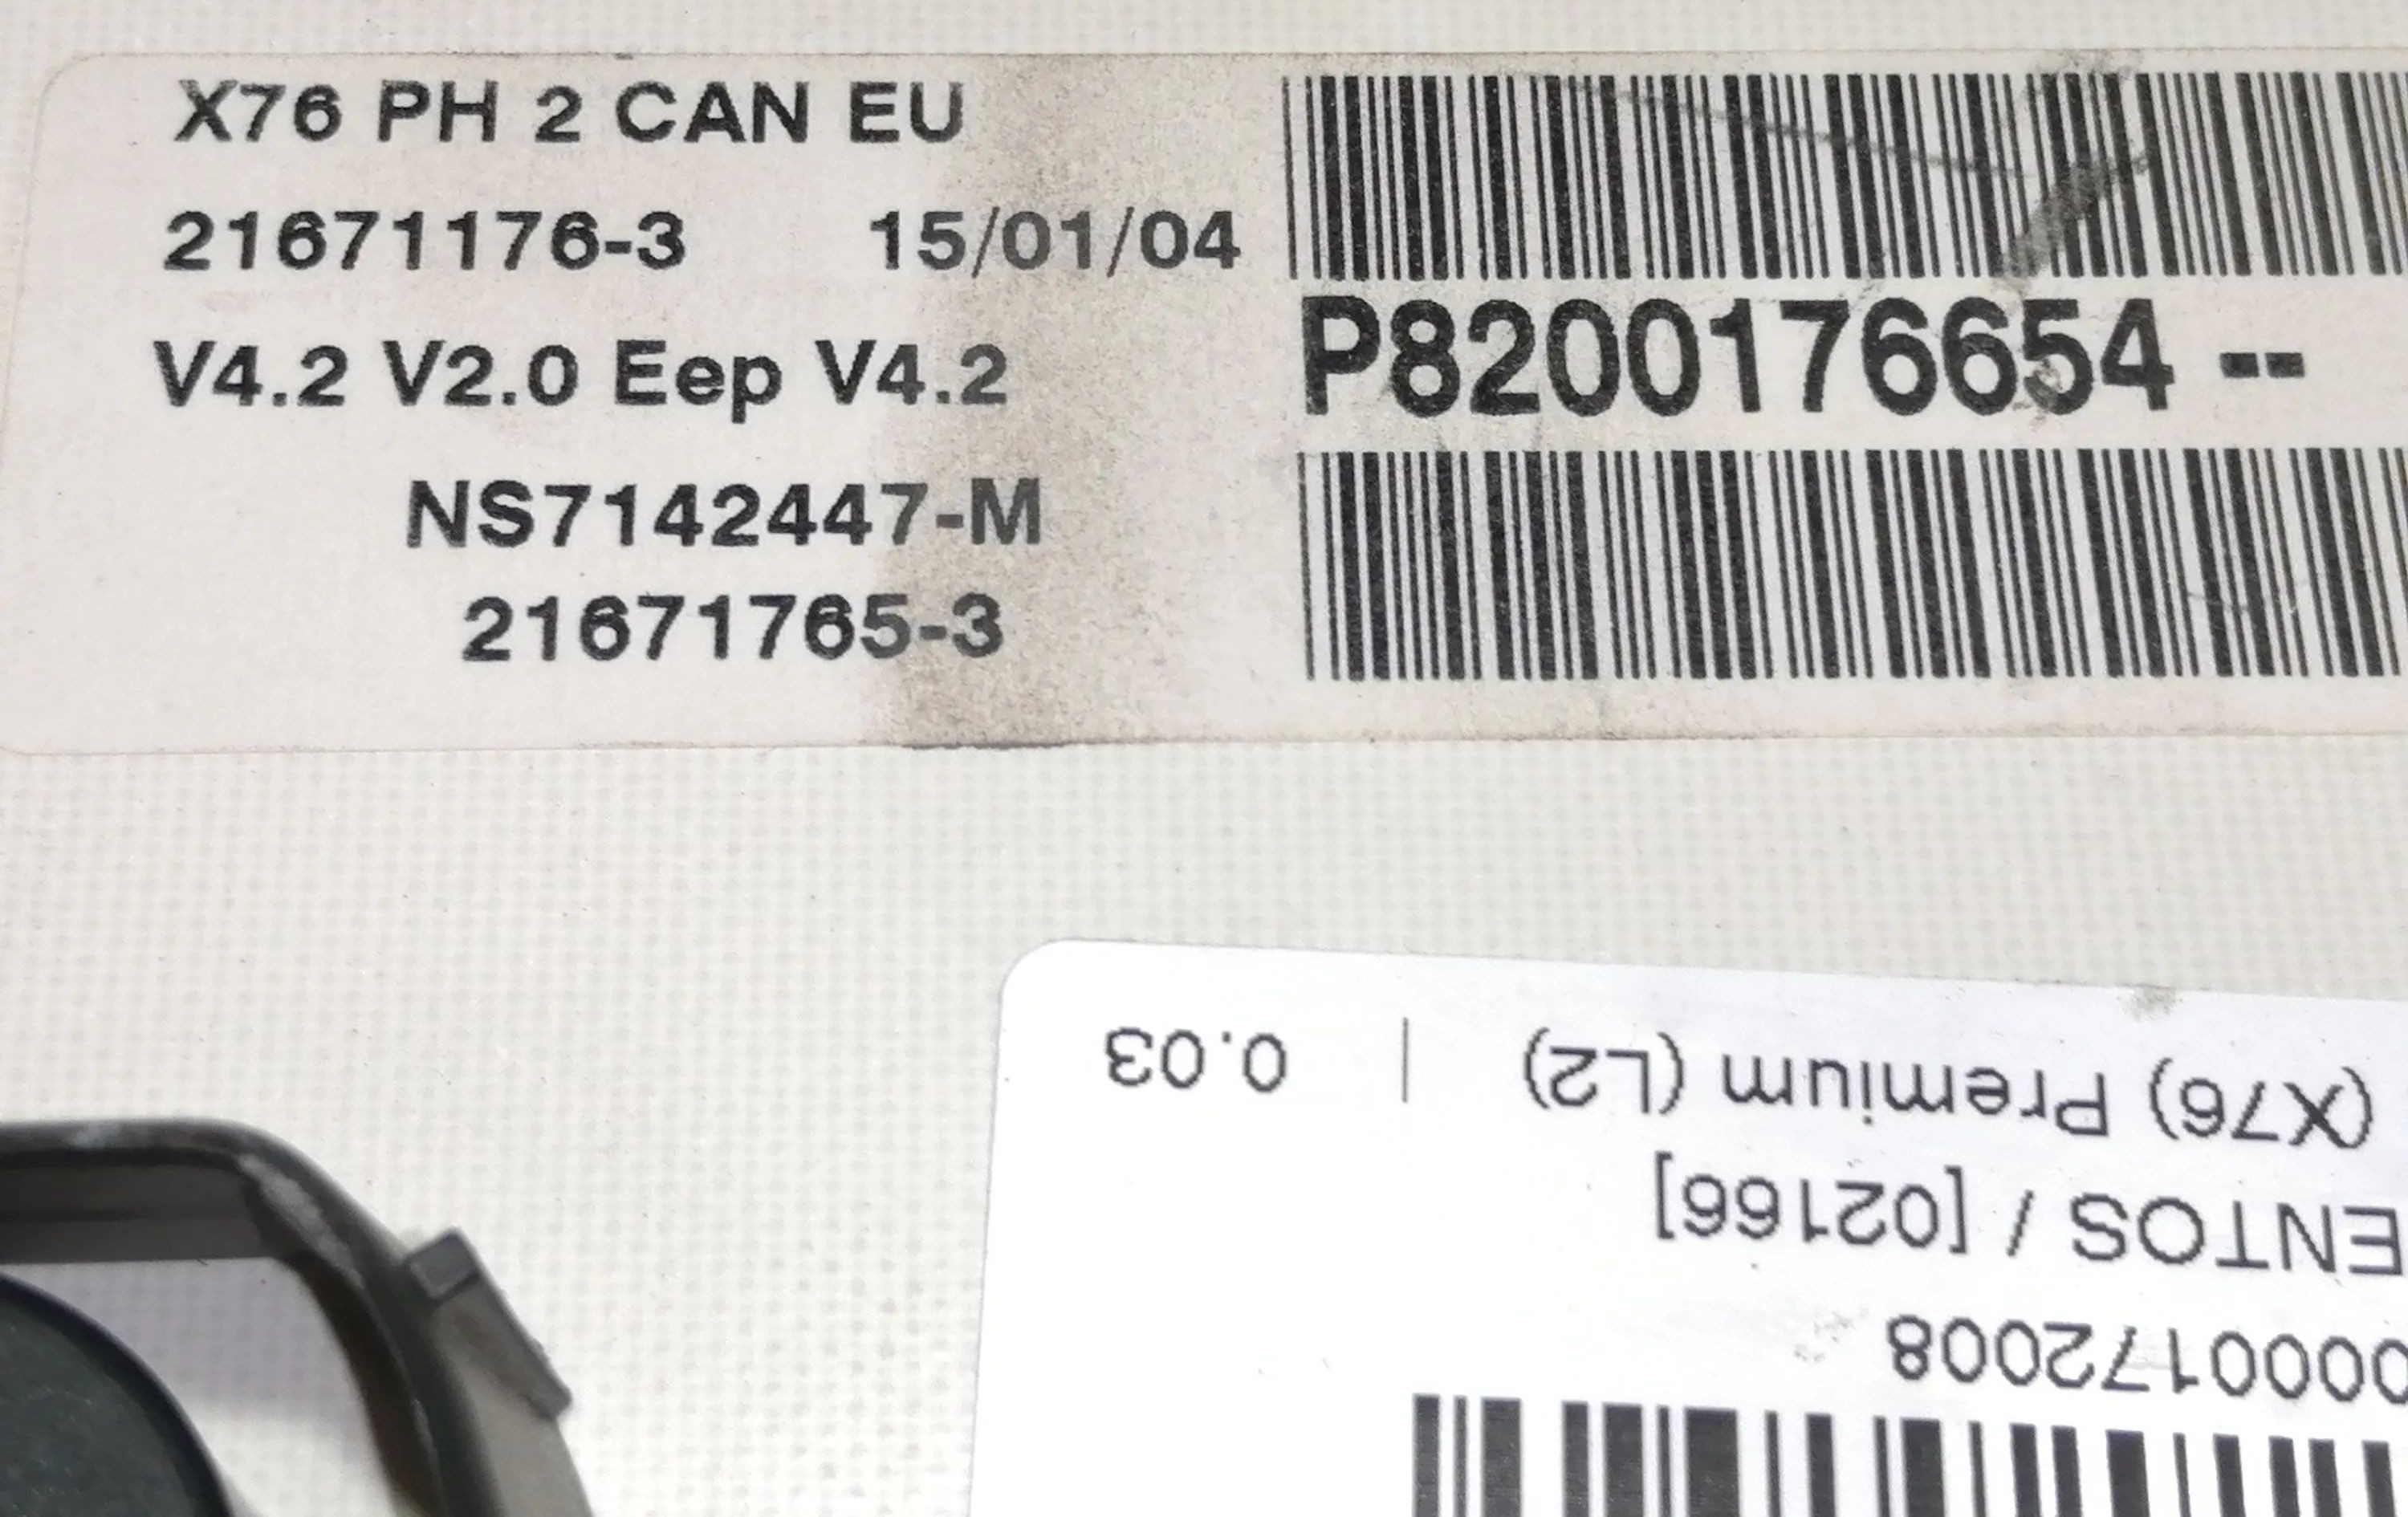 X76 PH 2 CAN EU
21671176-3 15/01/04
V4.2 V2.0 Eep V4.2
NS7142447-M
21671765-3
P8200176654 --
0000172008
ENTOS / [02166]
(X76) Premium (L2) | 0.03